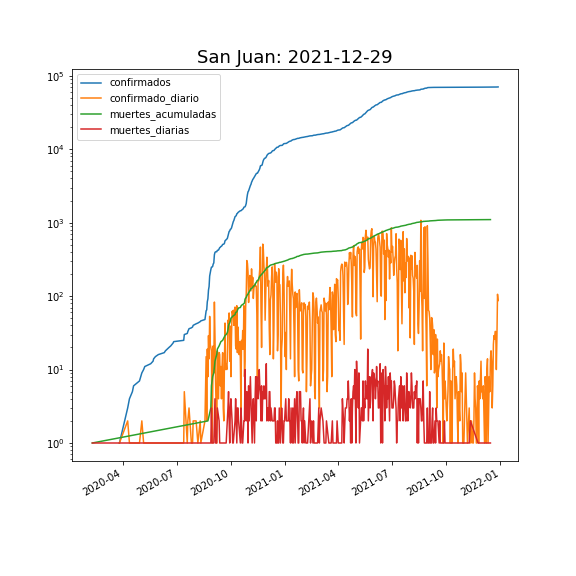 San Juan: 2021-12-29
confirmados
confirmado_diario
muertes_acumuladas
muertes_diarias
10^5
10^4
10^3
10^2
10^1
10^0
2020-04 2020-07 2020-10 2021-01 2021-04 2021-07 2021-10 2022-01